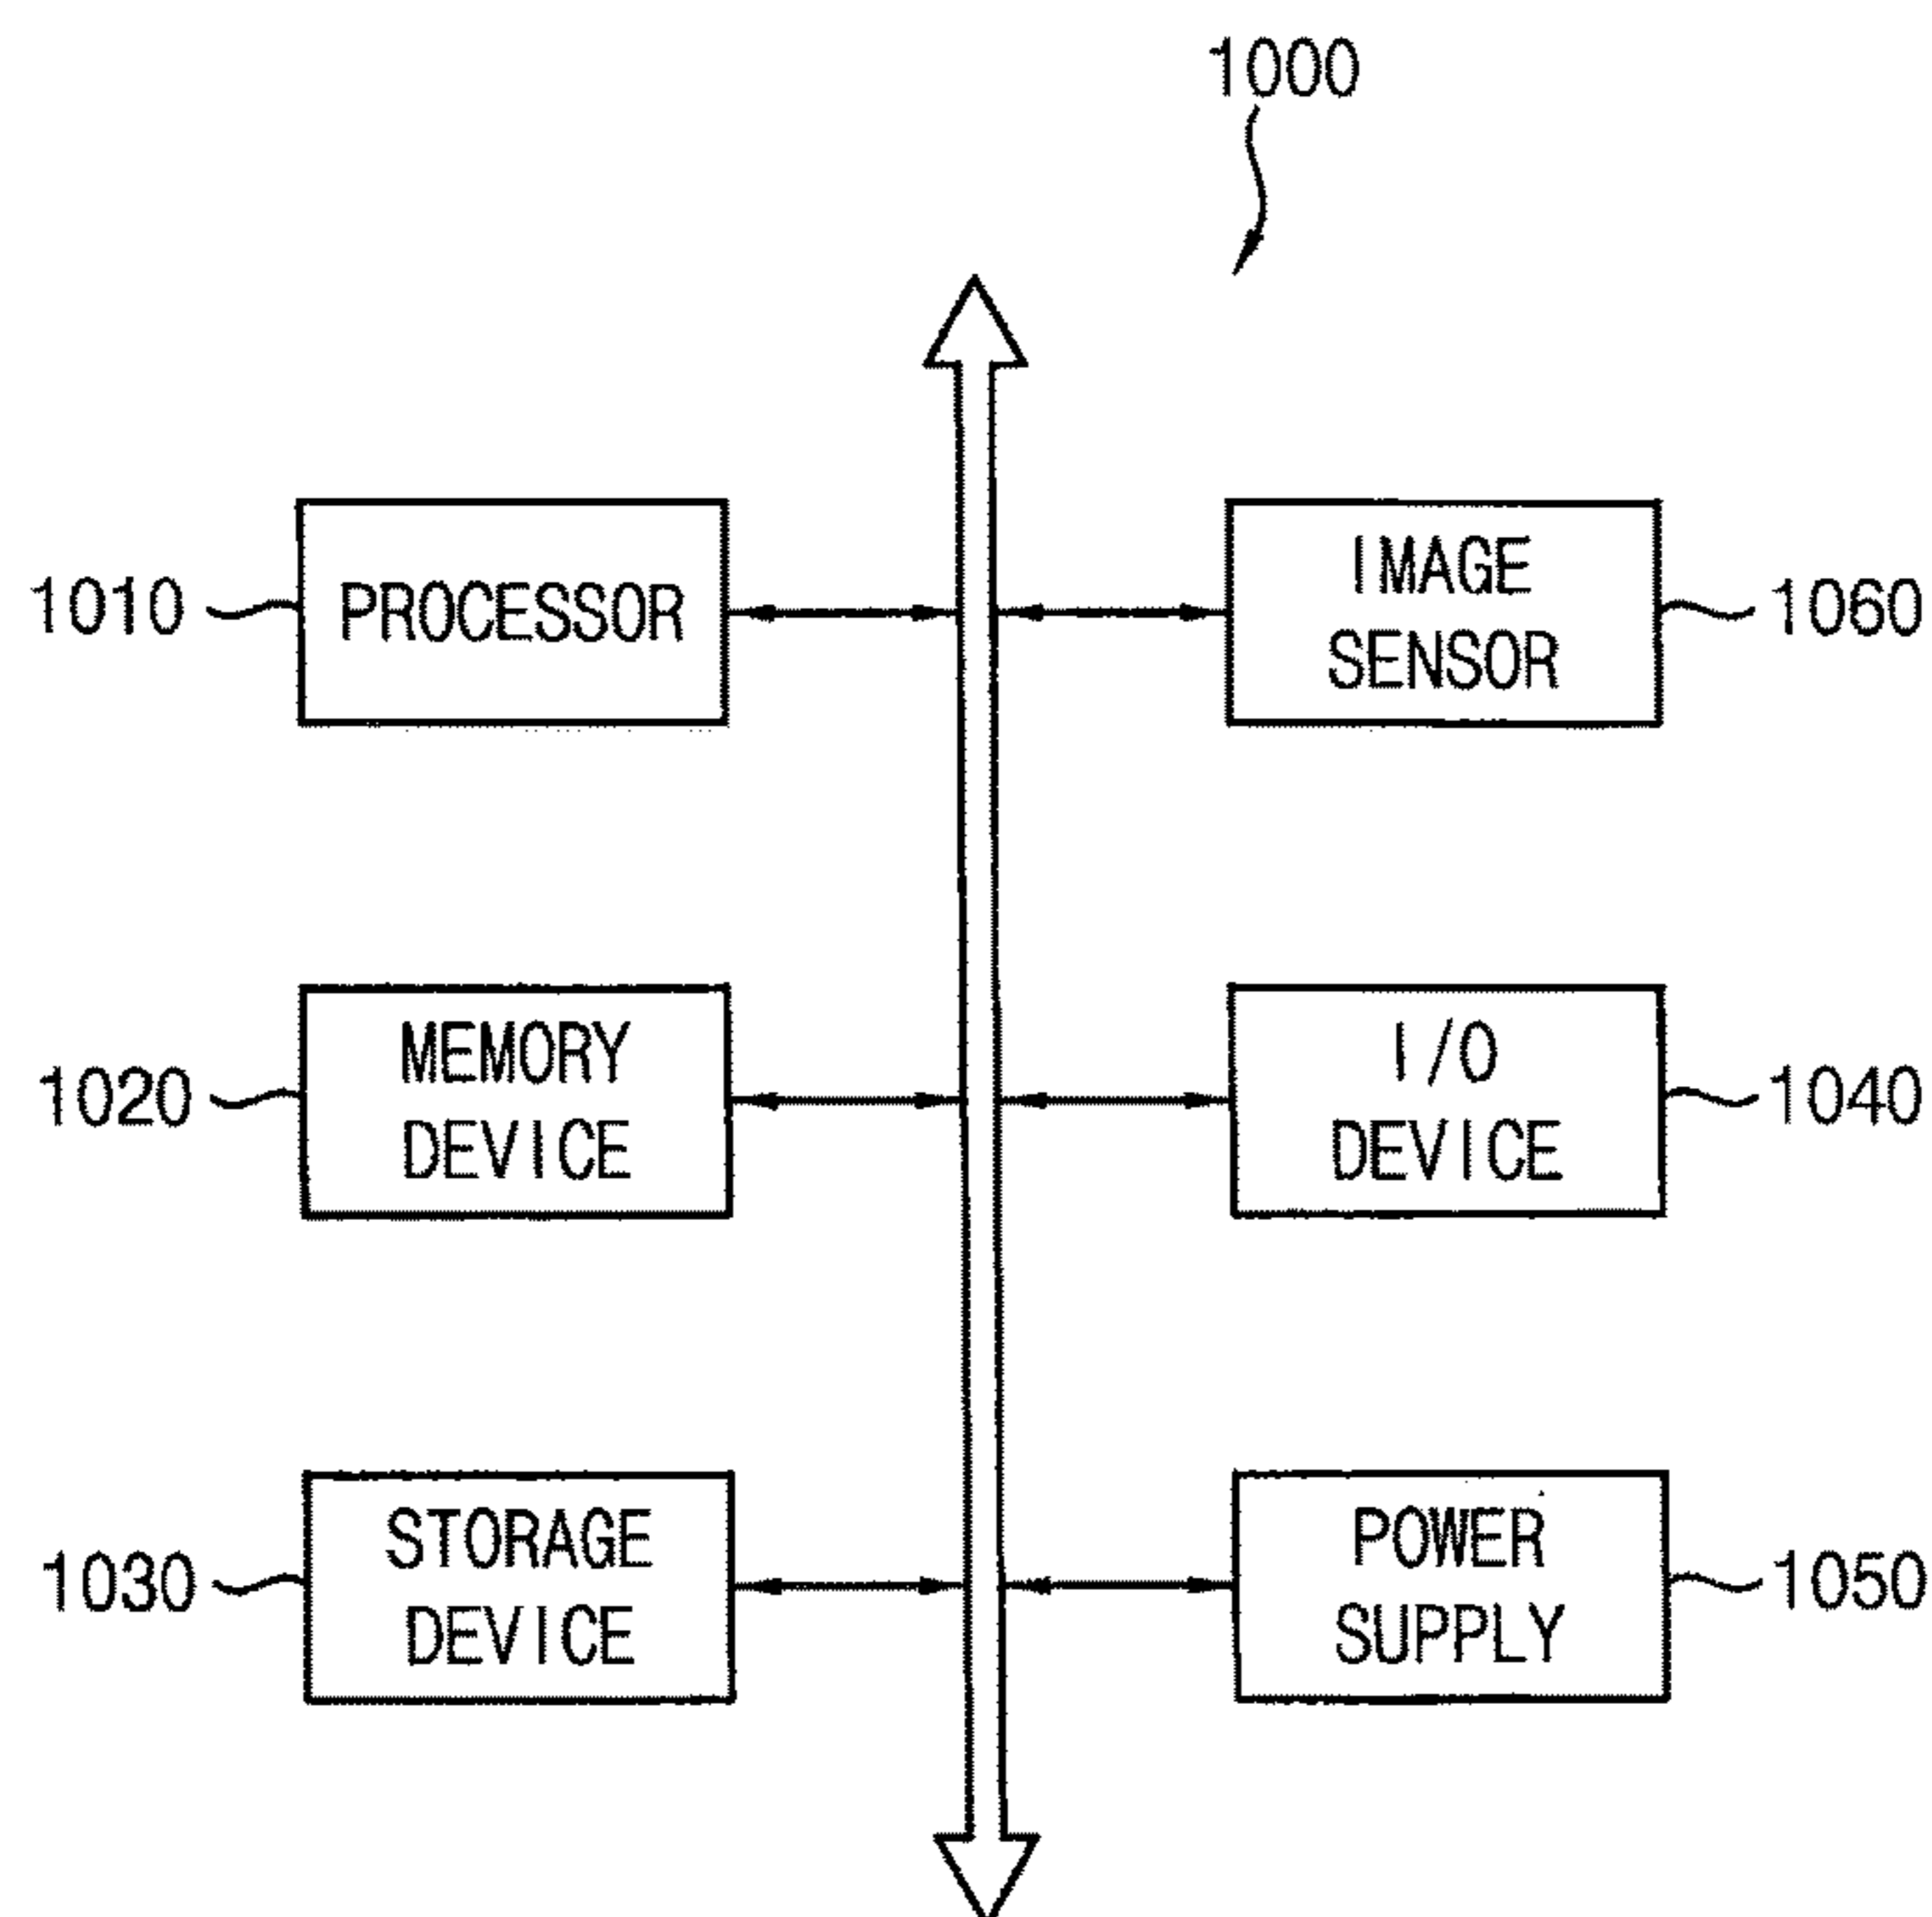 1000
1010
PROCESSOR
IMAGE
SENSOR
1060
1020
MEMORY
DEVICE
I/O
DEVICE
1040
1030
STORAGE
DEVICE
POWER
SUPPLY
1050